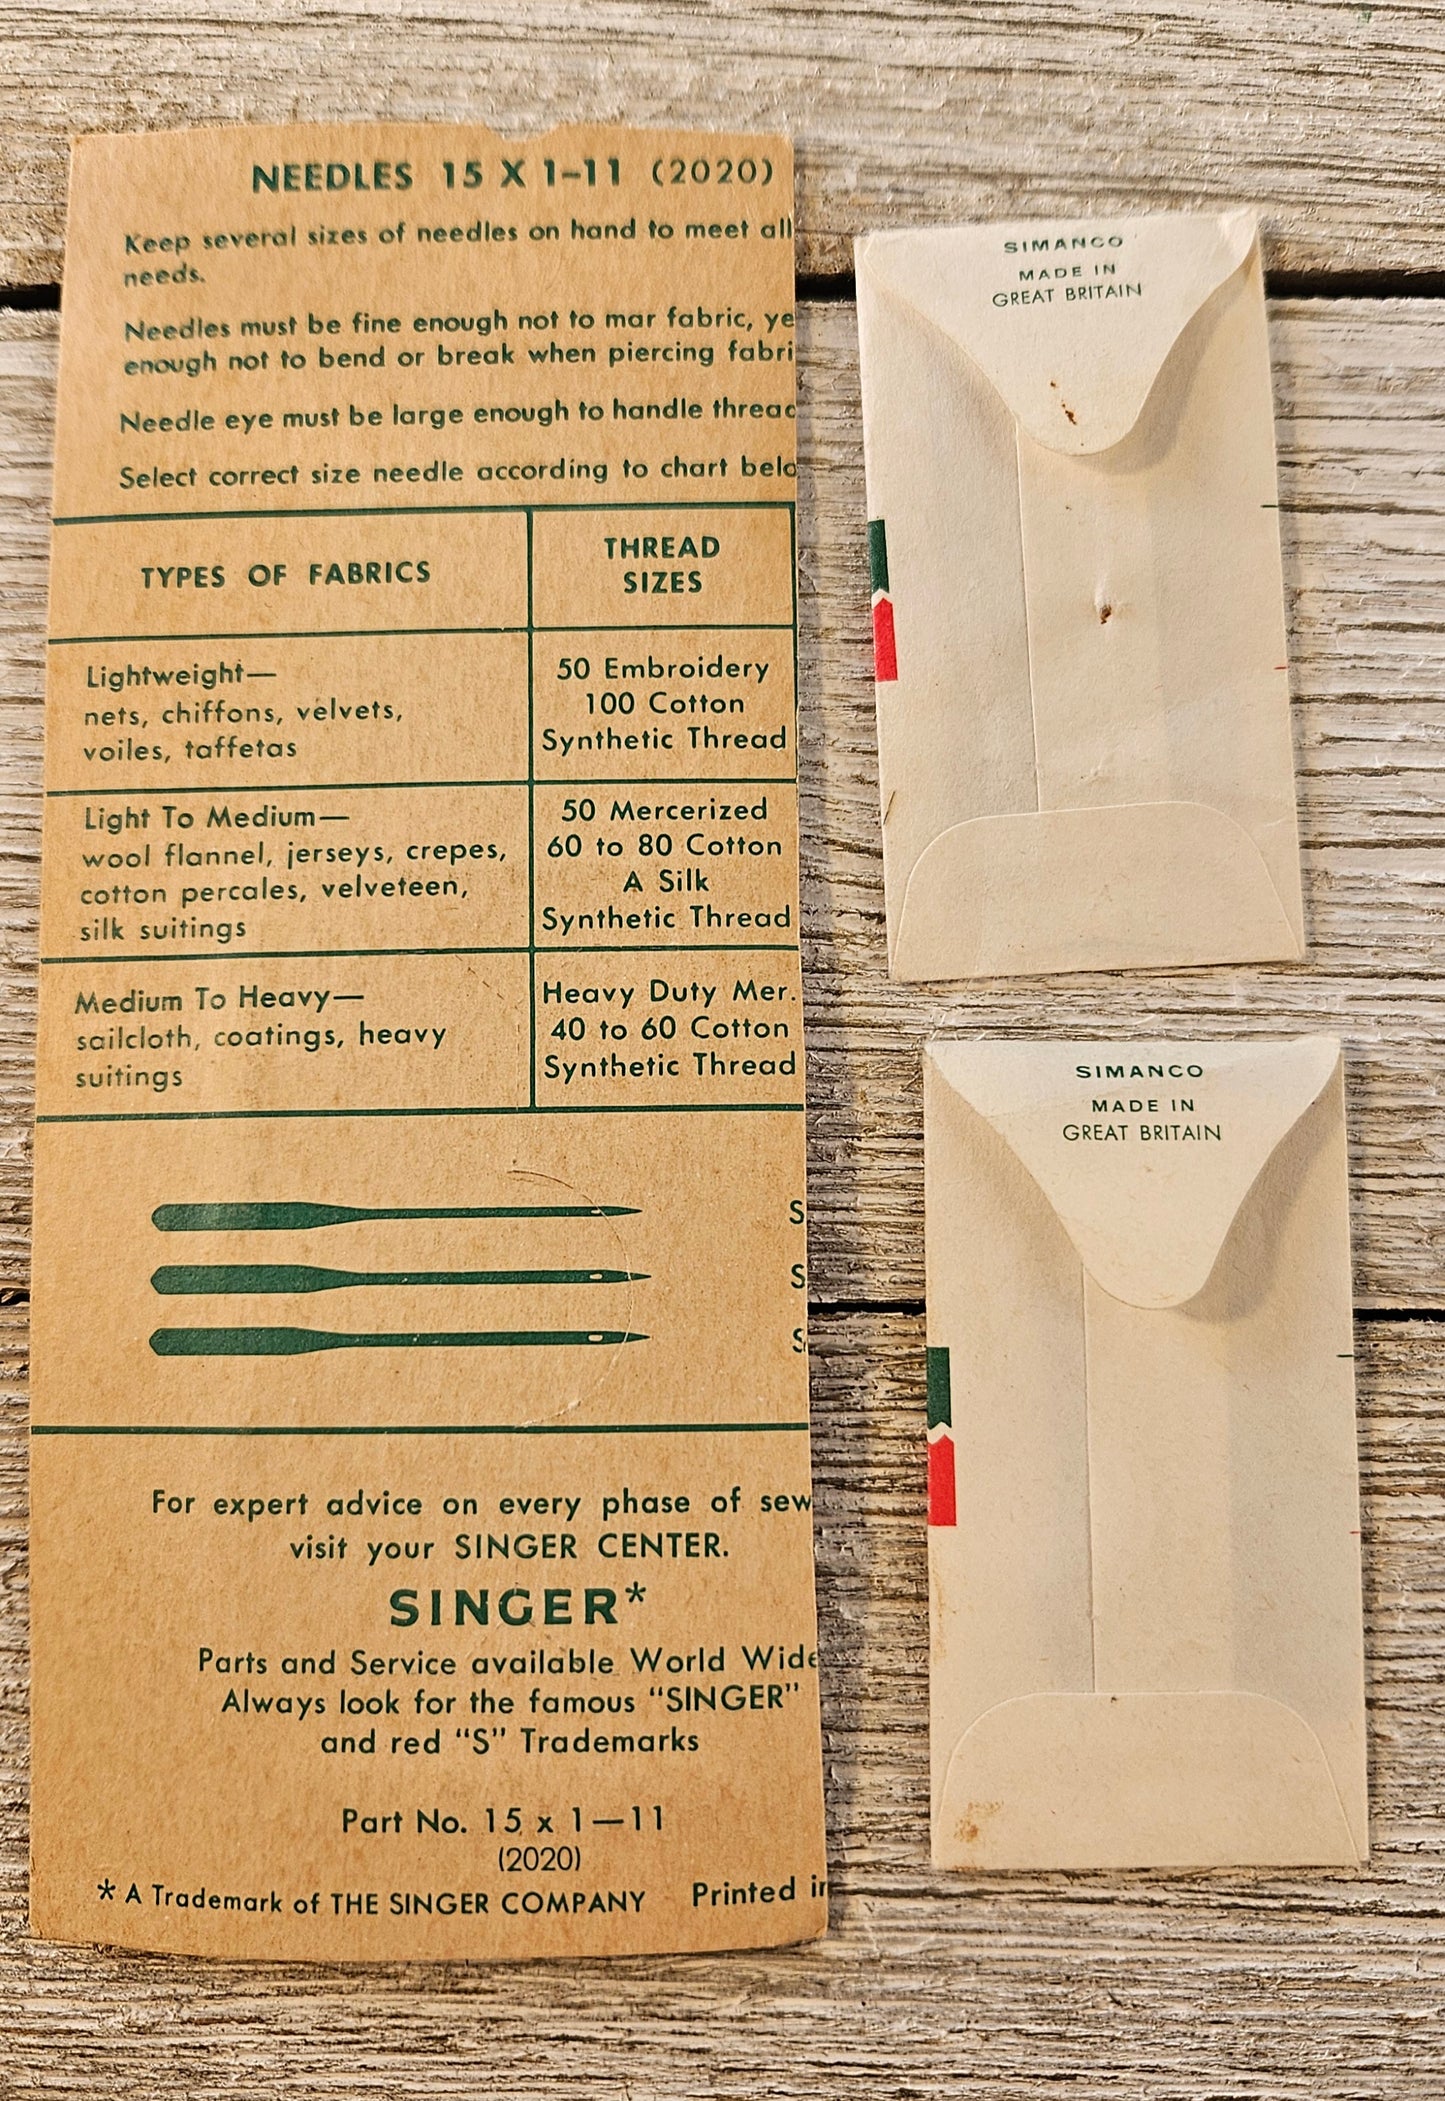 NEEDLES 15 X 1-11 (2020)
Keep several sizes of needles on hand to meet all
needs.
Needles must be fine enough not to mar fabric, ye
enough not to bend or break when piercing fabri
Needle eye must be large enough to handle thread
Select correct size needle according to chart belo
TYPES OF FABRICS
THREAD
SIZES
Lightweight—
nets, chiffons, velvets,
voiles, taffetas
50 Embroidery
100 Cotton
Synthetic Thread
Light To Medium—
wool flannel, jerseys, crepes,
cotton percales, velveteen,
silk suitings
50 Mercerized
60 to 80 Cotton
A Silk
Synthetic Thread
Medium To Heavy—
sailcloth, coatings, heavy
suitings
Heavy Duty Mer.
40 to 60 Cotton
Synthetic Thread
S
S
S
For expert advice on every phase of sew
visit your SINGER CENTER.
SINGER*
Parts and Service available World Wide
Always look for the famous “SINGER”
and red “S” Trademarks
Part No. 15 x 1—11
(2020)
* A Trademark of THE SINGER COMPANY Printed in
SIMANCO
MADE IN
GREAT BRITAIN
SIMANCO
MADE IN
GREAT BRITAIN